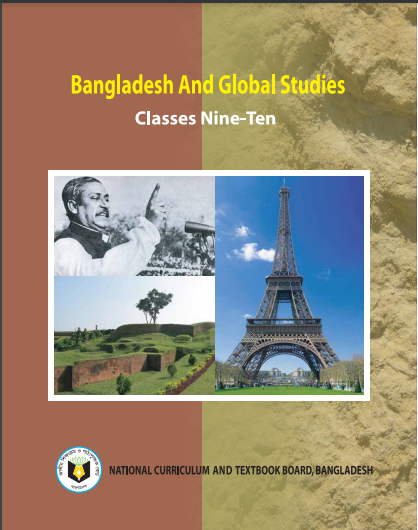 Bangladesh And Global Studies
Classes Nine-Ten
NATIONAL CURRICULUM AND TEXTBOOK BOARD, BANGLADESH